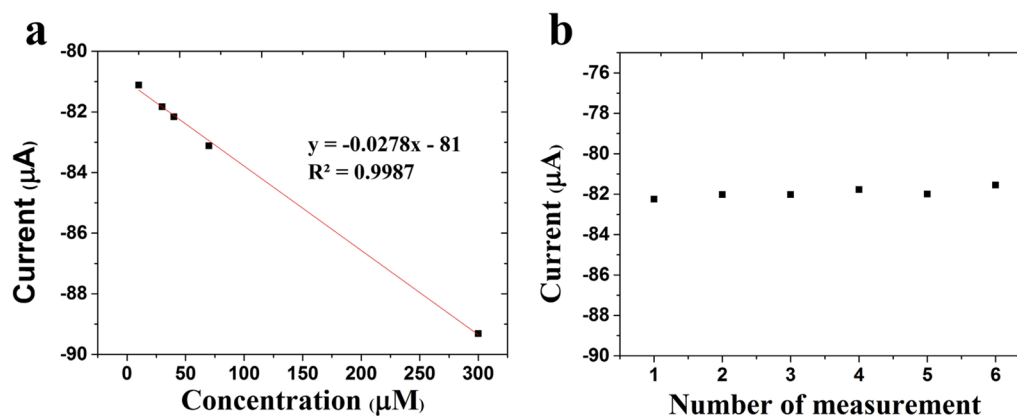 a
-80
-82
-84
-86
-88
-90
Current (μA)
y = -0.0278x - 81
R² = 0.9987
0 50 100 150 200 250 300
Concentration (μM)
b
-76
-78
-80
-82
-84
-86
-88
-90
Current (μA)
1 2 3 4 5 6
Number of measurement